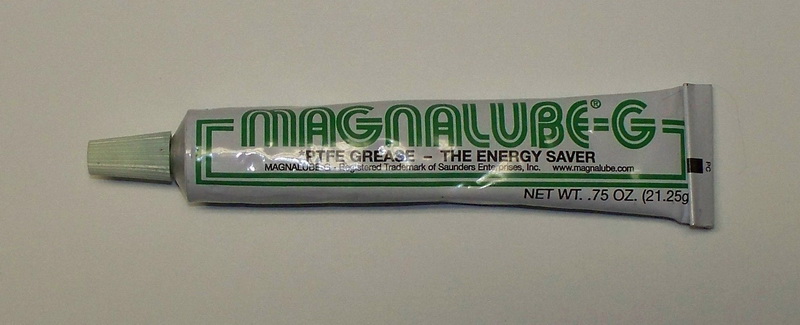 MAGNALUBE®-G
PTFE GREASE - THE ENERGY SAVER
MAGNALUBE-G Registered Trademark of Saunders Enterprises, Inc. www.magnalube.com
NET WT. .75 OZ. (21.25g
PC